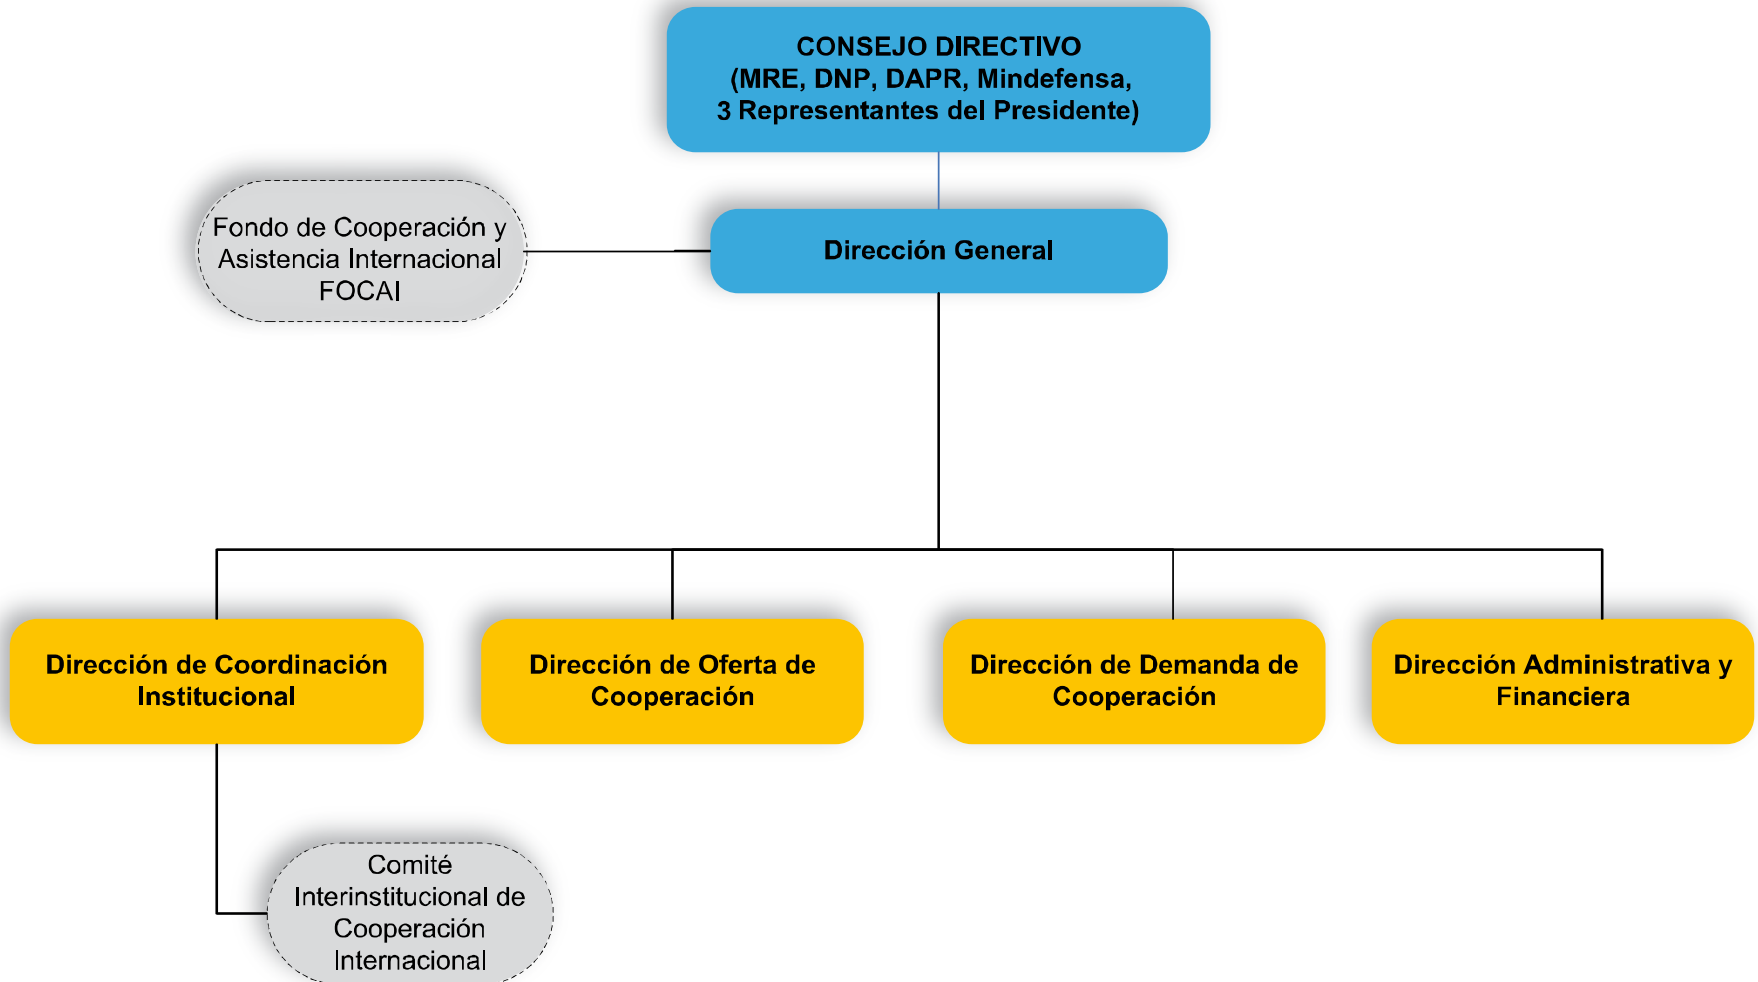 CONSEJO DIRECTIVO
(MRE, DNP, DAPR, Mindefensa,
3 Representantes del Presidente)
Fondo de Cooperación y
Asistencia Internacional
FOCAI
Dirección General
Dirección de Coordinación
Institucional
Dirección de Oferta de
Cooperación
Dirección de Demanda de
Cooperación
Dirección Administrativa y
Financiera
Comité
Interinstitucional de
Cooperación
Internacional